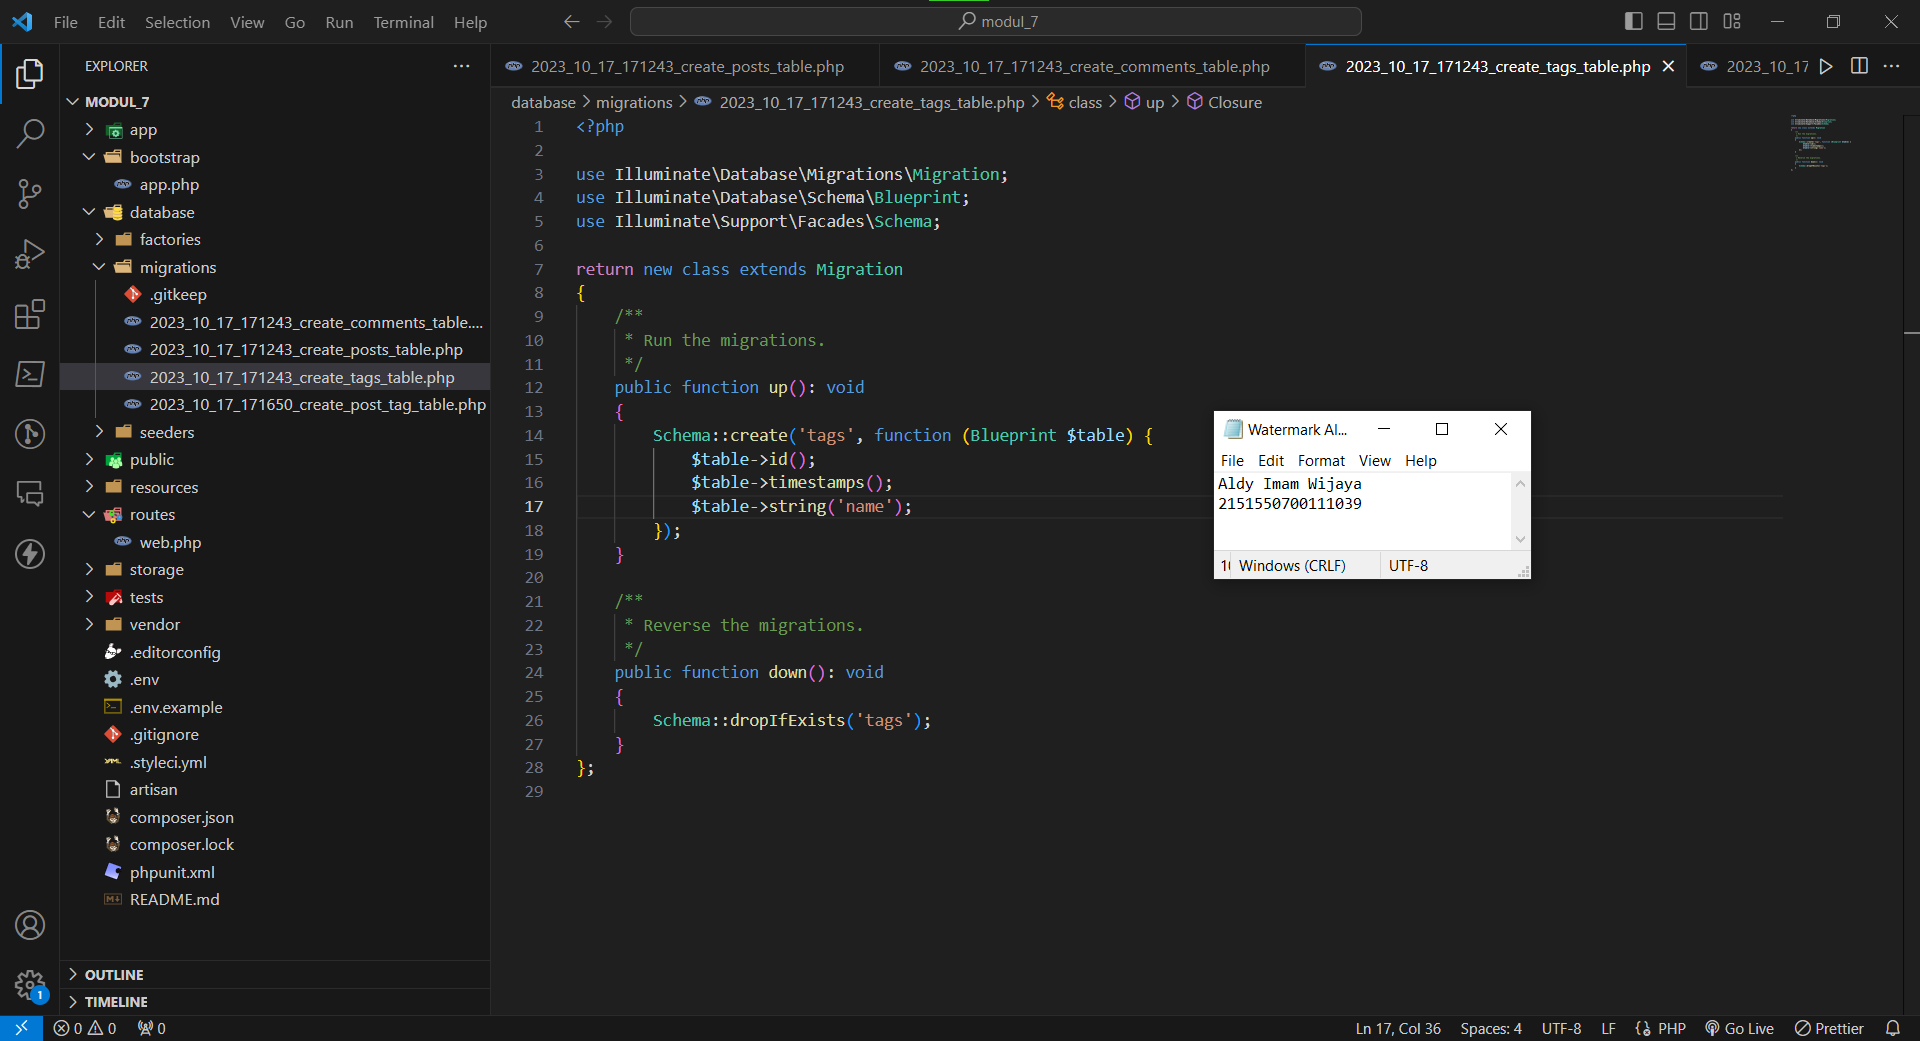 File Edit Selection View Go Run Terminal Help
modul_7
EXPLORER
MODUL_7
app
bootstrap
app.php
database
factories
migrations
.gitkeep
2023_10_17_171243_create_comments_table....
2023_10_17_171243_create_posts_table.php
2023_10_17_171243_create_tags_table.php
2023_10_17_171650_create_post_tag_table.php
seeders
public
resources
routes
web.php
storage
tests
vendor
.editorconfig
.env
.env.example
.gitignore
.styleci.yml
artisan
composer.json
composer.lock
phpunit.xml
README.md
OUTLINE
TIMELINE
2023_10_17_171243_create_posts_table.php
2023_10_17_171243_create_comments_table.php
2023_10_17_171243_create_tags_table.php
2023_10_17
database > migrations > 2023_10_17_171243_create_tags_table.php > class > up > Closure
1 <?php
2
3 use Illuminate\Database\Migrations\Migration;
4 use Illuminate\Database\Schema\Blueprint;
5 use Illuminate\Support\Facades\Schema;
6
7 return new class extends Migration
8 {
9 /**
10 * Run the migrations.
11 */
12 public function up(): void
13 {
14 Schema::create('tags', function (Blueprint $table) {
15 $table->id();
16 $table->timestamps();
17 $table->string('name');
18 });
19 }
20
21 /**
22 * Reverse the migrations.
23 */
24 public function down(): void
25 {
26 Schema::dropIfExists('tags');
27 }
28 };
29
Watermark Al...
File Edit Format View Help
Aldy Imam Wijaya
2151550700111039
Windows (CRLF) UTF-8
1
0 0 0
Ln 17, Col 36 Spaces: 4 UTF-8 LF PHP Go Live Prettier